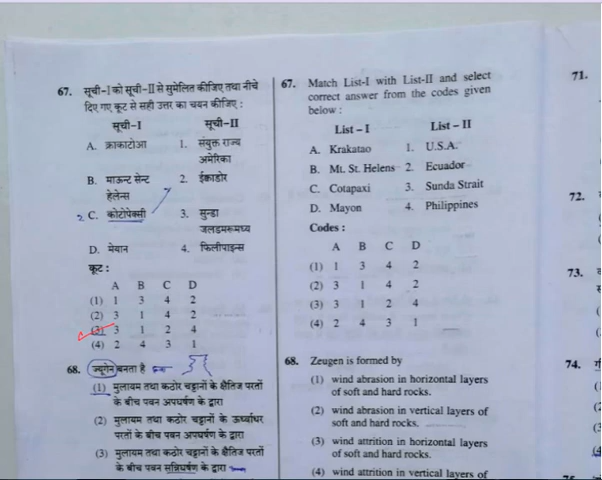 67. सूची-I को सूची-II से सुमेलित कीजिए तथा नीचे
दिए गए कूट से सही उत्तर का चयन कीजिए :
सूची-I सूची-II
A. क्राकाटोआ 1. संयुक्त राज्य
अमेरिका
B. माऊन्ट सेन्ट 2. ईक्वाडोर
हेलेन्स
2 C. कोटोपेक्सी 3. सुन्डा
जलडमरूमध्य
D. मेयान 4. फिलीपाइन्स
कूट :
A B C D
(1) 1 3 4 2
(2) 3 1 4 2
(3) 3 1 2 4
(4) 2 4 3 1
68. ज्यूगेन बनता है
(1) मुलायम तथा कठोर चट्टानों के क्षैतिज परतों
के बीच पवन अपघर्षण के द्वारा
(2) मुलायम तथा कठोर चट्टानों के ऊर्ध्वाधर
परतों के बीच पवन अपघर्षण के द्वारा
(3) मुलायम तथा कठोर चट्टानों के क्षैतिज परतों
के बीच पवन सन्निघर्षण के द्वारा
67. Match List-I with List-II and select
correct answer from the codes given
below :
List – I List – II
A. Krakatao 1. U.S.A.
B. Mt. St. Helens 2. Ecuador
C. Cotapaxi 3. Sunda Strait
D. Mayon 4. Philippines
Codes :
A B C D
(1) 1 3 4 2
(2) 3 1 4 2
(3) 3 1 2 4
(4) 2 4 3 1
68. Zeugen is formed by
(1) wind abrasion in horizontal layers
of soft and hard rocks.
(2) wind abrasion in vertical layers of
soft and hard rocks.
(3) wind attrition in horizontal layers
of soft and hard rocks.
(4) wind attrition in vertical layers of
71.
72.
73.
74.